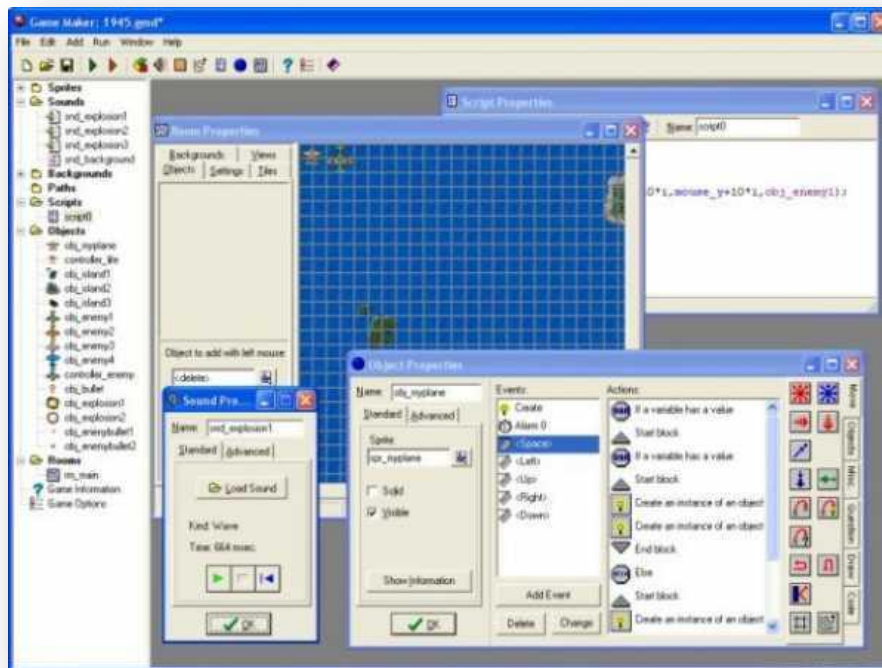 Game Maker: 1945.gmd*
File Edit Add Run Window Help
Sprites
Sounds
snd_explosion1
snd_explosion2
snd_explosion3
snd_background
Backgrounds
Paths
Scripts
script0
Objects
obj_myplane
controller_life
obj_island1
obj_island2
obj_island3
obj_enemy1
obj_enemy2
obj_enemy3
obj_enemy4
controller_enemy
obj_bullet
obj_explosion1
obj_explosion2
obj_enemybullet1
obj_enemybullet2
Rooms
rm_main
Game Information
Game Options
Script Properties
Name: script0
0*i,mouse_y+10*i,obj_enemy1);
Room Properties
Backgrounds Views
Objects Settings Tiles
Object to add with left mouse:
<delete>
Sound Pro...
Name: snd_explosion1
Standard Advanced
Load Sound
Kind: Wave
Time: 664 msec.
OK
Object Properties
Name: obj_myplane
Standard Advanced
Sprite
spr_myplane
Solid
Visible
Show Information
OK
Events:
Create
Alarm 0
<Space>
<Left>
<Up>
<Right>
<Down>
Add Event
Delete Change
Actions:
If a variable has a value
Start block
If a variable has a value
Start block
Create an instance of an object
Create an instance of an object
End block
Else
Start block
Create an instance of an object
Move
Objects
Misc
Question
Draw
Code